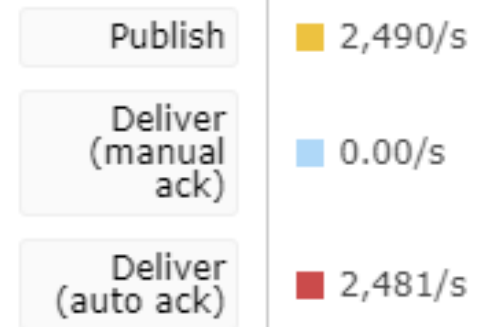 Publish 2,490/s
Deliver
(manual
ack) 0.00/s
Deliver
(auto ack) 2,481/s